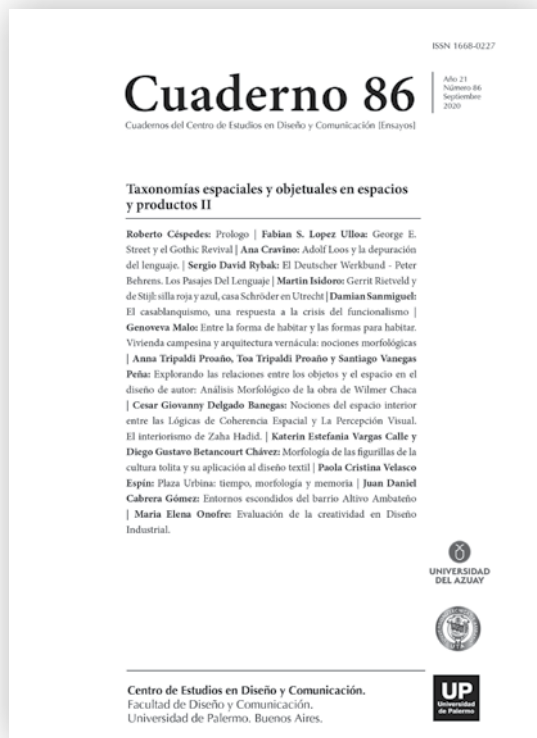 ISSN 1668-0227
Cuaderno 86
Año 21
Número 86
Septiembre
2020
Cuadernos del Centro de Estudios en Diseño y Comunicación [Ensayos]
Taxonomías espaciales y objetuales en espacios
y productos II
Roberto Céspedes: Prologo | Fabian S. Lopez Ulloa: George E.
Street y el Gothic Revival | Ana Cravino: Adolf Loos y la depuración
del lenguaje. | Sergio David Rybak: El Deutscher Werkbund - Peter
Behrens. Los Pasajes Del Lenguaje | Martin Isidoro: Gerrit Rietveld y
de Stijl: silla roja y azul, casa Schröder en Utrecht | Damian Sanmiguel:
El casablanquismo, una respuesta a la crisis del funcionalismo |
Genoveva Malo: Entre la forma de habitar y las formas para habitar.
Vivienda campesina y arquitectura vernácula: nociones morfológicas
| Anna Tripaldi Proaño, Toa Tripaldi Proaño y Santiago Vanegas
Peña: Explorando las relaciones entre los objetos y el espacio en el
diseño de autor: Análisis Morfológico de la obra de Wilmer Chaca
| Cesar Giovanny Delgado Banegas: Nociones del espacio interior
entre las Lógicas de Coherencia Espacial y La Percepción Visual.
El interiorismo de Zaha Hadid. | Katerin Estefania Vargas Calle y
Diego Gustavo Betancourt Chávez: Morfología de las figurillas de la
cultura tolita y su aplicación al diseño textil | Paola Cristina Velasco
Espín: Plaza Urbina: tiempo, morfología y memoria | Juan Daniel
Cabrera Gómez: Entornos escondidos del barrio Altivo Ambateño
| Maria Elena Onofre: Evaluación de la creatividad en Diseño
Industrial.
UNIVERSIDAD
DEL AZUAY
Centro de Estudios en Diseño y Comunicación.
Facultad de Diseño y Comunicación.
Universidad de Palermo. Buenos Aires.
UP
Universidad
de Palermo